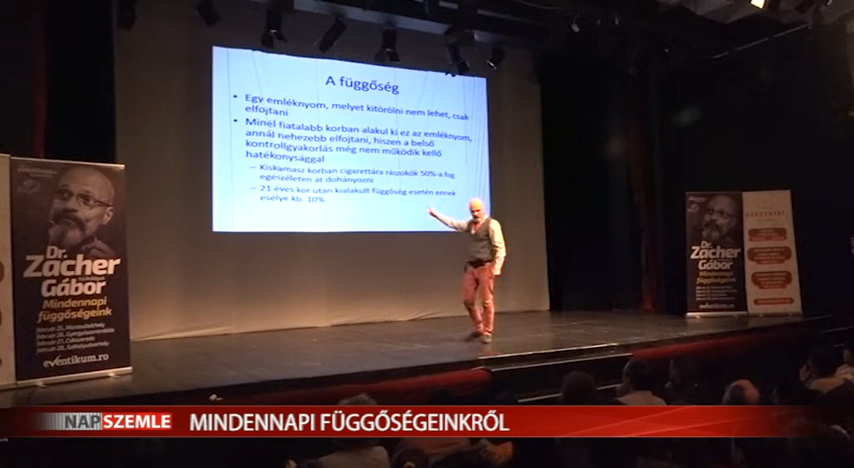 A függőség
• Egy emléknyom, melyet kitörölni nem lehet, csak
elfojtani
• Minél fiatalabb korban alakul ki ez az emléknyom,
annál nehezebb elfojtani, hiszen a belső
kontrollgyakorlás még nem működik kellő
hatékonysággal
– Kiskamasz korban cigarettára rászokók 50%-a fog
egészéleten át dohányozni
– 21 éves kor után kialakult függőség esetén ennek
esélye kb. 10%
Dr.
Zacher
Gábor
Mindennapi
függőségeink
eventikum.ro
Dr.
Zacher
Gábor
Mindennapi
függőségeink
NAPSZEMLE
MINDENNAPI FÜGGŐSÉGEINKRŐL